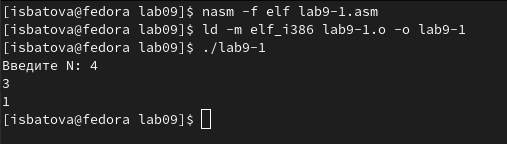 [isbatova@fedora lab09]$ nasm -f elf lab9-1.asm
[isbatova@fedora lab09]$ ld -m elf_i386 lab9-1.o -o lab9-1
[isbatova@fedora lab09]$ ./lab9-1
Введите N: 4
3
1
[isbatova@fedora lab09]$